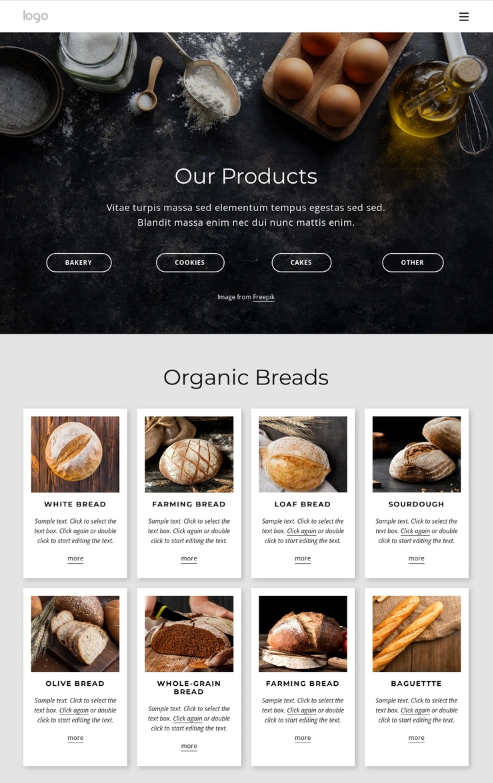 logo
Our Products
Vitae turpis massa sed elementum tempus egestas sed sed.
Blandit massa enim nec dui nunc mattis enim.
BAKERY
COOKIES
CAKES
OTHER
Image from Freepik
Organic Breads
WHITE BREAD
Sample text. Click to select the
text box. Click again or double
click to start editing the text.
more
FARMING BREAD
Sample text. Click to select the
text box. Click again or double
click to start editing the text.
more
LOAF BREAD
Sample text. Click to select the
text box. Click again or double
click to start editing the text.
more
SOURDOUGH
Sample text. Click to select the
text box. Click again or double
click to start editing the text.
more
OLIVE BREAD
Sample text. Click to select the
text box. Click again or double
click to start editing the text.
more
WHOLE-GRAIN
BREAD
Sample text. Click to select the
text box. Click again or double
click to start editing the text.
more
FARMING BREAD
Sample text. Click to select the
text box. Click again or double
click to start editing the text.
more
BAGUETTTE
Sample text. Click to select the
text box. Click again or double
click to start editing the text.
more